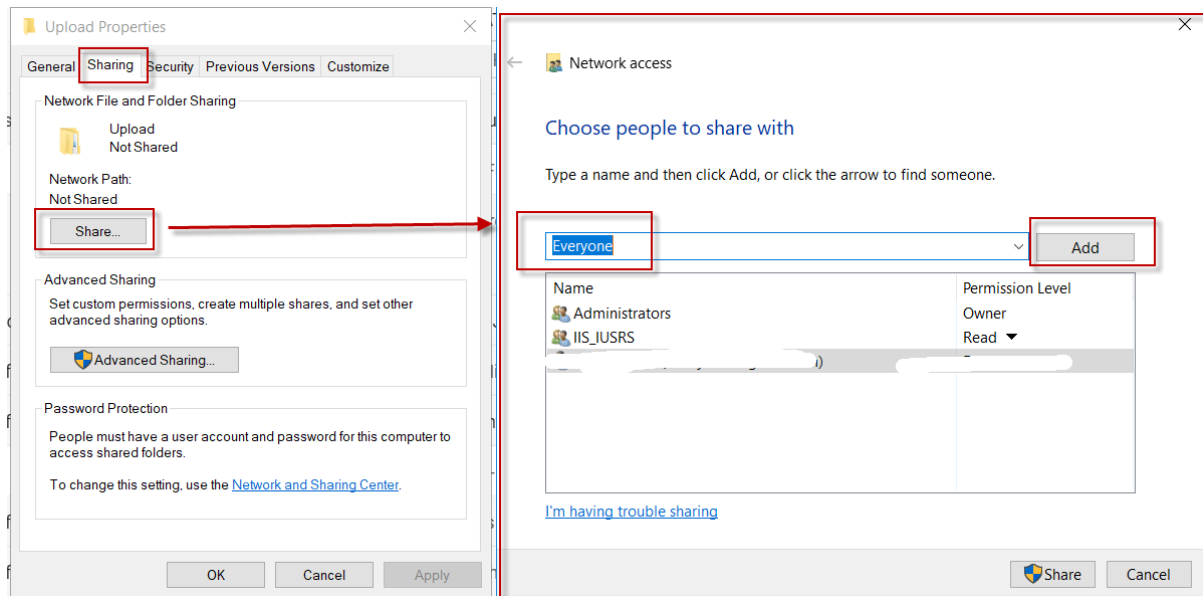 Upload Properties
General Sharing Security Previous Versions Customize
Network File and Folder Sharing
Upload
Not Shared
Network Path:
Not Shared
Share...
Advanced Sharing
Set custom permissions, create multiple shares, and set other
advanced sharing options.
Advanced Sharing...
Password Protection
People must have a user account and password for this computer to
access shared folders.
To change this setting, use the Network and Sharing Center.
OK Cancel Apply
Network access
Choose people to share with
Type a name and then click Add, or click the arrow to find someone.
Everyone Add
Name Permission Level
Administrators Owner
IIS_IUSRS Read
I'm having trouble sharing
Share Cancel